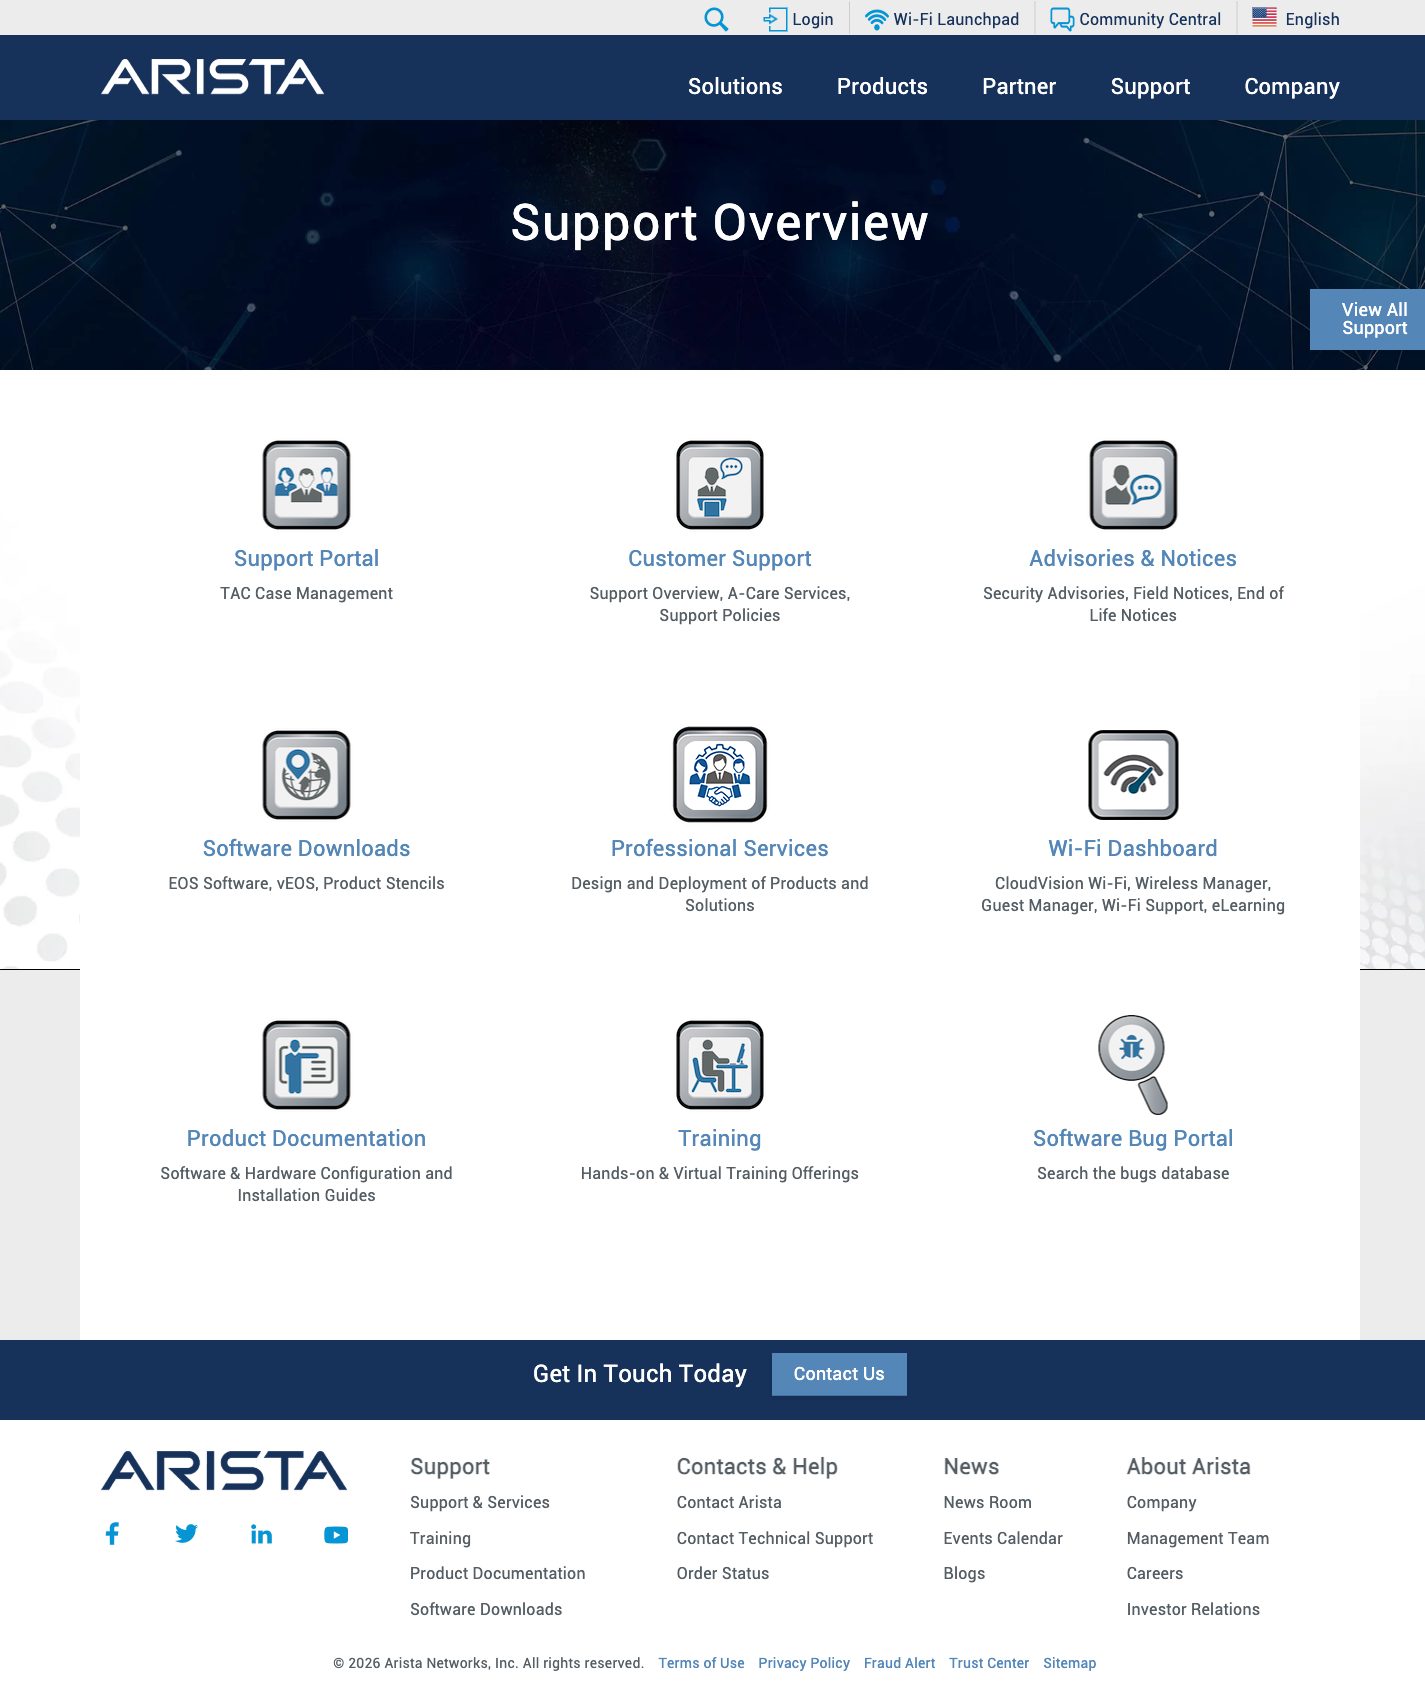 Login
Wi-Fi Launchpad
Community Central
English
ARISTA
Solutions
Products
Partner
Support
Company
Support Overview
View All
Support
Support Portal
TAC Case Management
Customer Support
Support Overview, A-Care Services,
Support Policies
Advisories & Notices
Security Advisories, Field Notices, End of
Life Notices
Software Downloads
EOS Software, vEOS, Product Stencils
Professional Services
Design and Deployment of Products and
Solutions
Wi-Fi Dashboard
CloudVision Wi-Fi, Wireless Manager,
Guest Manager, Wi-Fi Support, eLearning
Product Documentation
Software & Hardware Configuration and
Installation Guides
Training
Hands-on & Virtual Training Offerings
Software Bug Portal
Search the bugs database
Get In Touch Today
Contact Us
ARISTA
Support
Support & Services
Training
Product Documentation
Software Downloads
Contacts & Help
Contact Arista
Contact Technical Support
Order Status
News
News Room
Events Calendar
Blogs
About Arista
Company
Management Team
Careers
Investor Relations
© 2026 Arista Networks, Inc. All rights reserved. Terms of Use Privacy Policy Fraud Alert Trust Center Sitemap